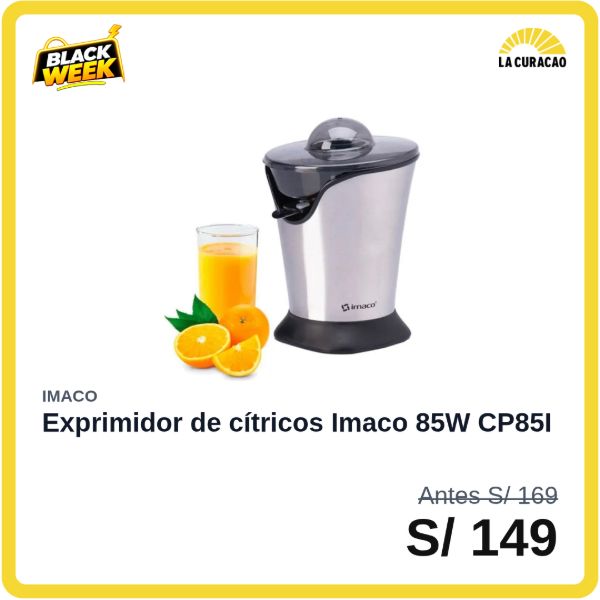 BLACK
WEEK
LA CURACAO
imaco
IMACO
Exprimidor de cítricos Imaco 85W CP85I
Antes S/ 169
S/ 149